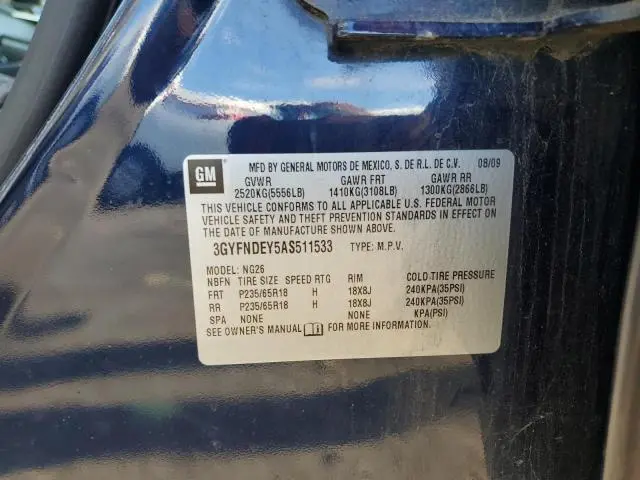 GM
MFD BY GENERAL MOTORS DE MEXICO, S. DE R.L. DE C.V. 08/09
GVWR GAWR FRT GAWR RR
2520KG(5556LB) 1410KG(3108LB) 1300KG(2866LB)
THIS VEHICLE CONFORMS TO ALL APPLICABLE U.S. FEDERAL MOTOR
VEHICLE SAFETY AND THEFT PREVENTION STANDARDS IN EFFECT ON
THE DATE OF MANUFACTURE SHOWN ABOVE.
3GYFNDEY5AS511533 TYPE: M.P.V.
MODEL: NG26
NBFN TIRE SIZE SPEED RTG RIM COLD TIRE PRESSURE
FRT P235/65R18 H 18X8J 240KPA(35PSI)
RR P235/65R18 H 18X8J 240KPA(35PSI)
SPA NONE NONE KPA(PSI)
SEE OWNER'S MANUAL FOR MORE INFORMATION.